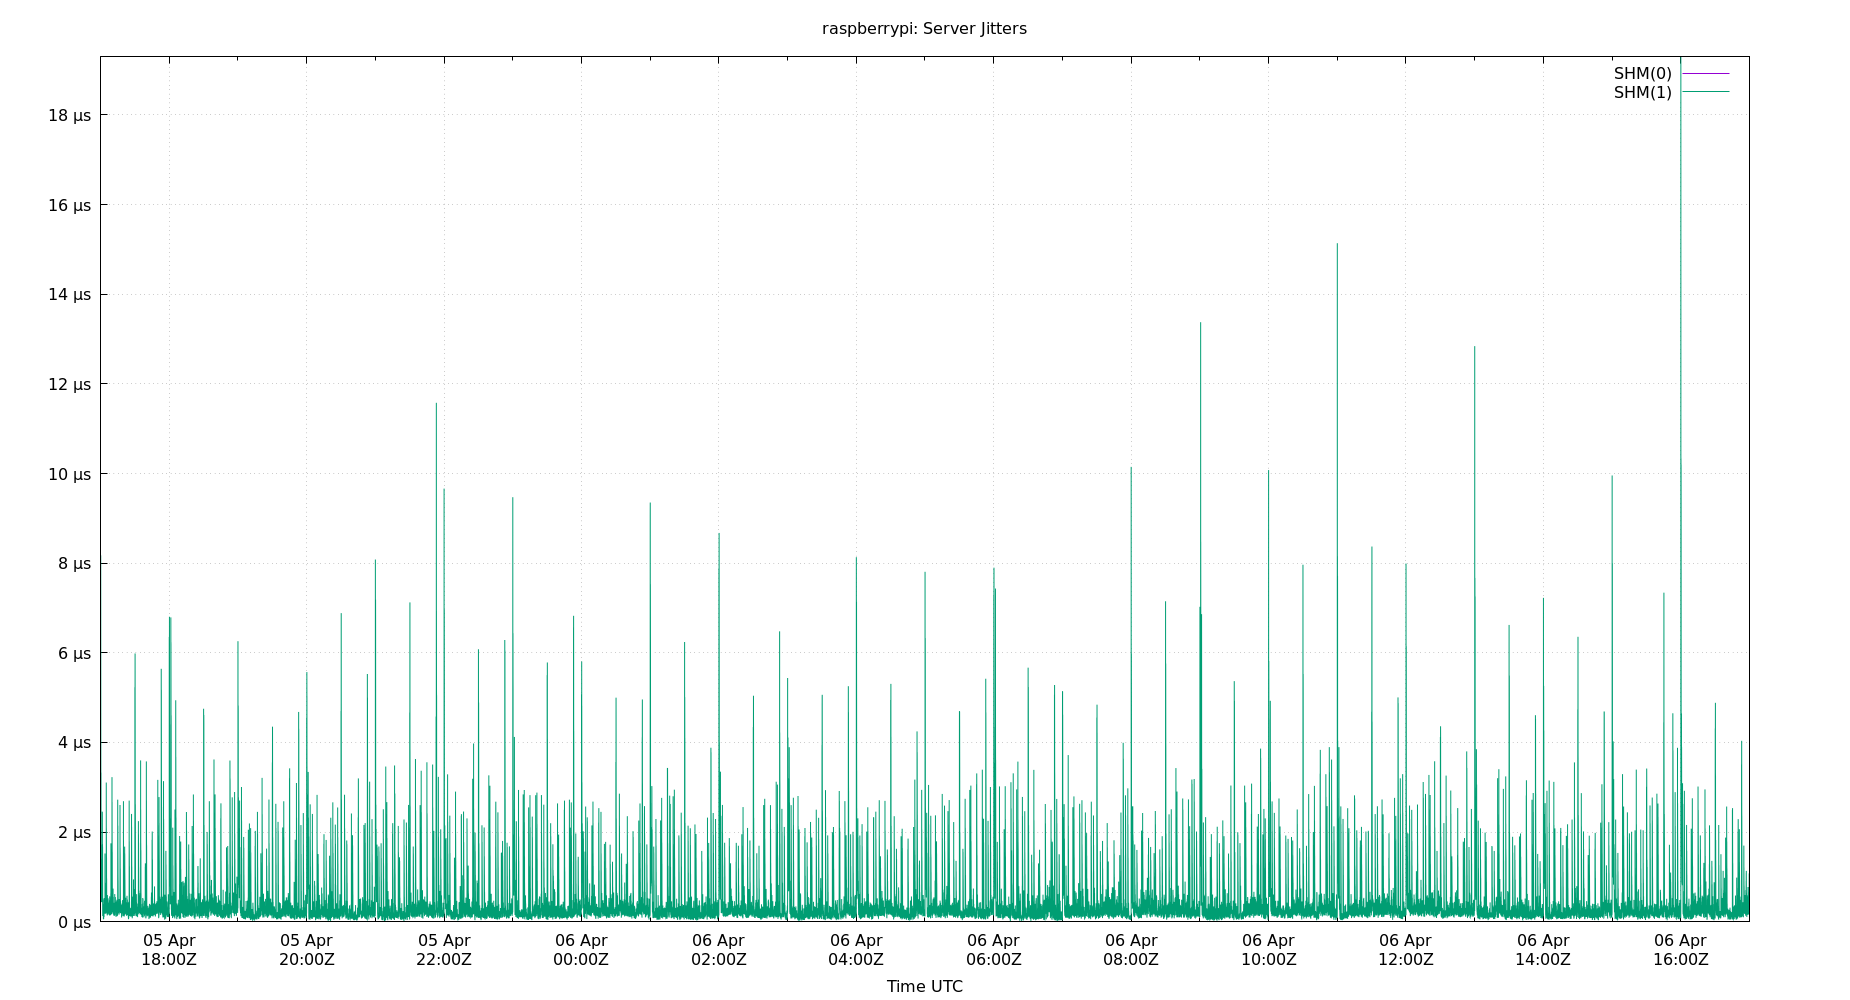 raspberrypi: Server Jitters
SHM(0)
SHM(1)
18 µs
16 µs
14 µs
12 µs
10 µs
8 µs
6 µs
4 µs
2 µs
0 µs
05 Apr 05 Apr 05 Apr 06 Apr 06 Apr 06 Apr 06 Apr 06 Apr 06 Apr 06 Apr 06 Apr 06 Apr
18:00Z 20:00Z 22:00Z 00:00Z 02:00Z 04:00Z 06:00Z 08:00Z 10:00Z 12:00Z 14:00Z 16:00Z
Time UTC